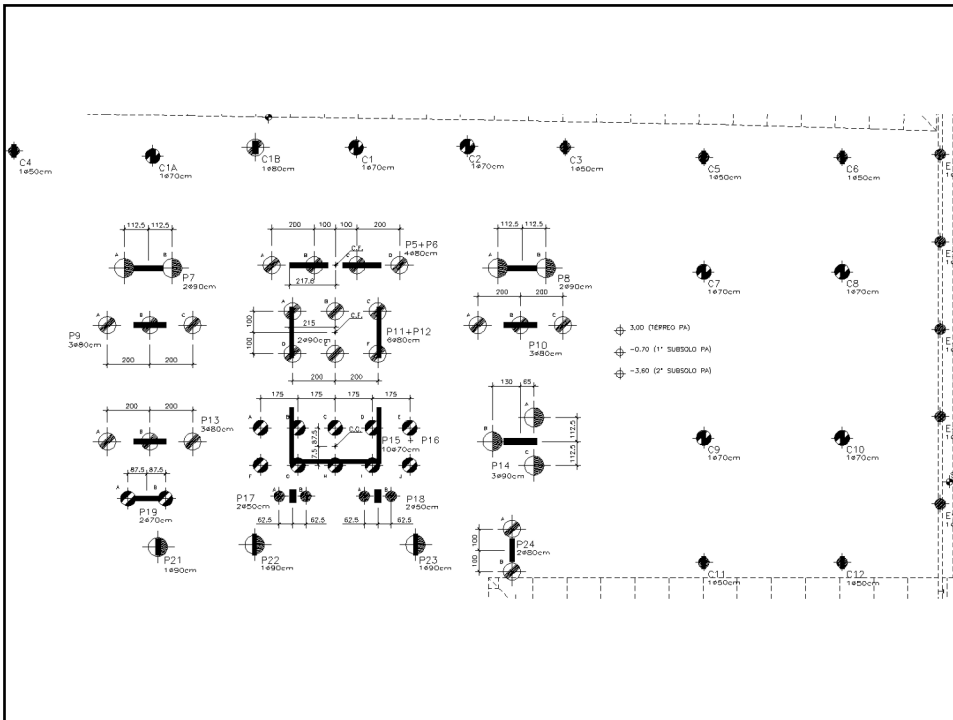 C4
1ø50cm
C1A
1ø70cm
C1B
1ø80cm
C1
1ø70cm
C2
1ø70cm
C3
1ø50cm
C5
1ø50cm
C6
1ø50cm
E
112.5 112.5
A B
P7
2ø90cm
200 100 100 200
A B C D
C.F.
P5+P6
4ø80cm
217.6
112.5 112.5
A B
P8
2ø90cm
C7
1ø70cm
C8
1ø70cm
E
A B C
P9
3ø80cm
200 200
A B C
100
100
215
C.F.
2ø90cm
P11+P12
6ø80cm
D E F
200 200
200 200
A B C
P10
3ø80cm
3,00 (TÉRREO PA)
-0.70 (1° SUBSOLO PA)
-3,60 (2° SUBSOLO PA)
E
200 200
A B C
P13
3ø80cm
175 175 175 175
A B C D E
87.5
C.C.
P15 + P16
10ø70cm
F G H I J
130 65
A
B
C
112.5
112.5
P14
3ø90cm
C9
1ø70cm
C10
1ø70cm
E
87.5 87.5
A B
P19
2ø70cm
P17
2ø50cm
A B
62.5 62.5
A B
P18
2ø50cm
62.5 62.5
E
P21
1ø90cm
P22
1ø90cm
P23
1ø90cm
A
100
100
B
P24
2ø80cm
C11
1ø50cm
C12
1ø50cm